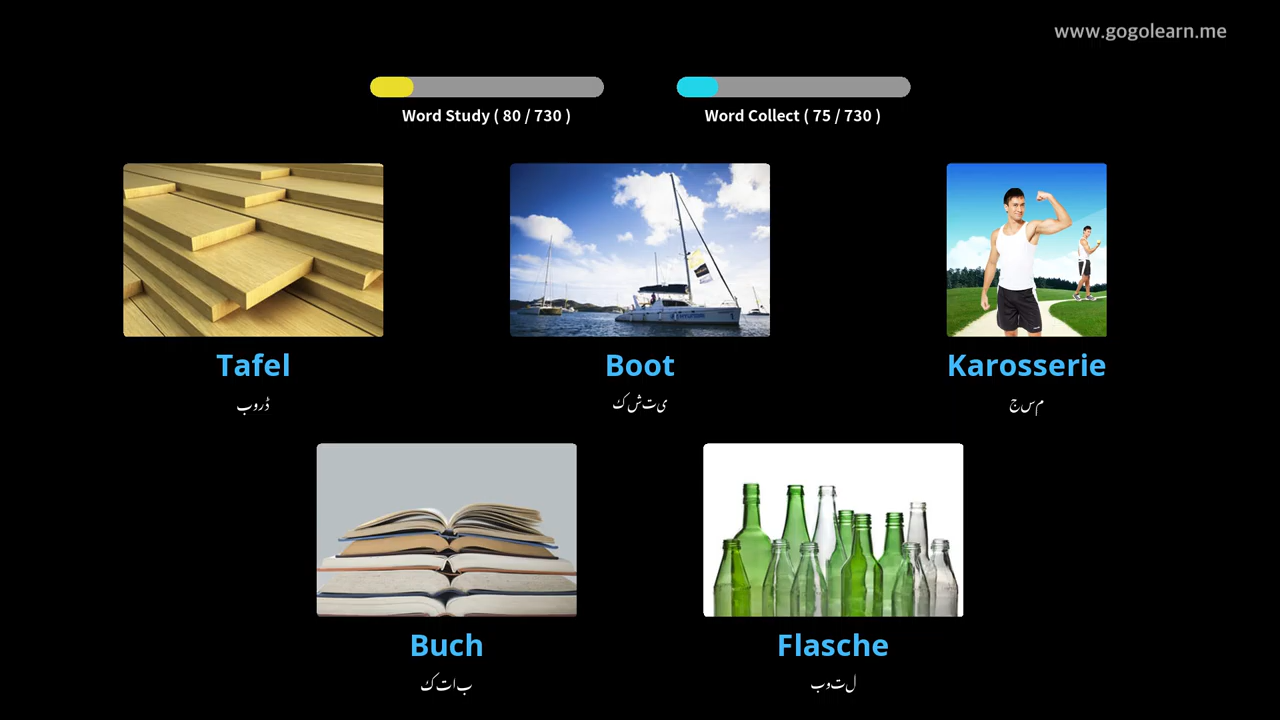 www.gogolearn.me
Word Study ( 80 / 730 )
Word Collect ( 75 / 730 )
Tafel
Boot
Karosserie
بورڈ
کشتی
جسم
Buch
Flasche
کتاب
بوتل